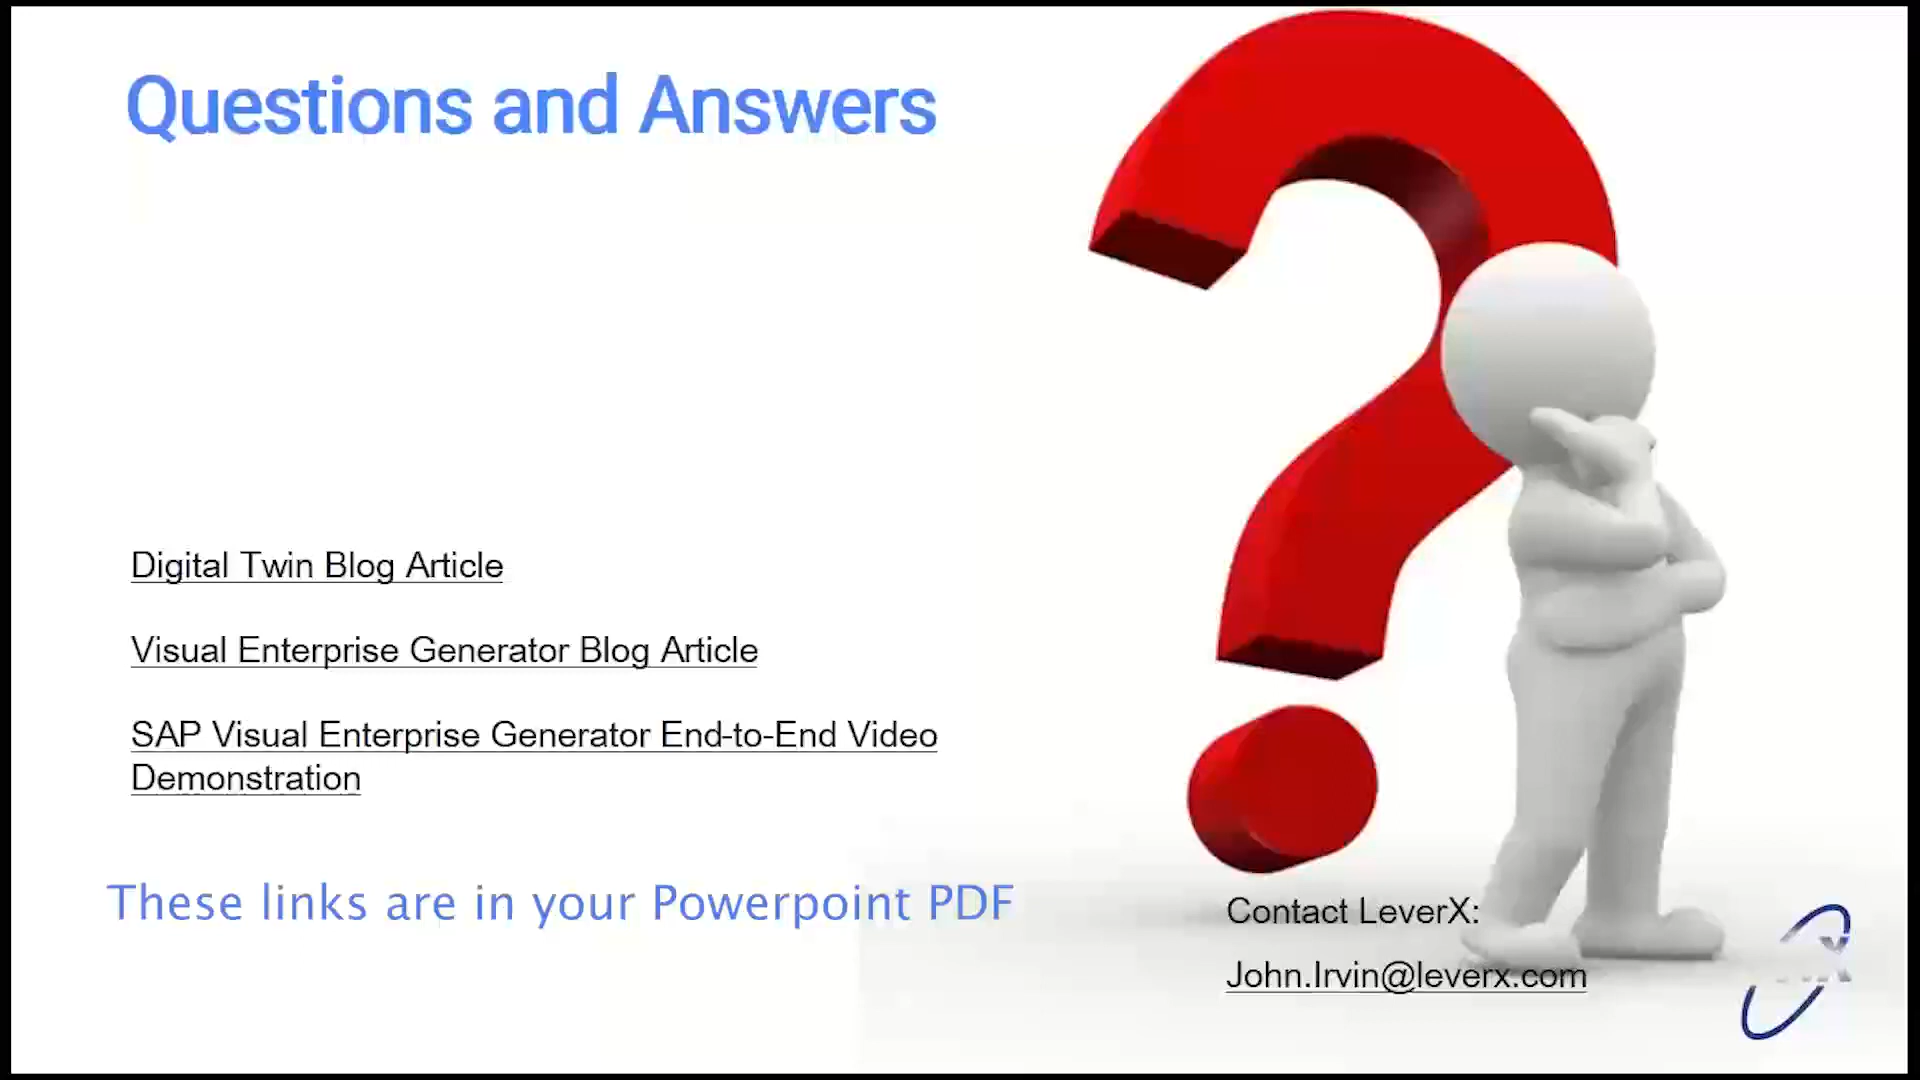 Questions and Answers
Digital Twin Blog Article
Visual Enterprise Generator Blog Article
SAP Visual Enterprise Generator End-to-End Video
Demonstration
These links are in your Powerpoint PDF
Contact LeverX:
John.Irvin@leverx.com